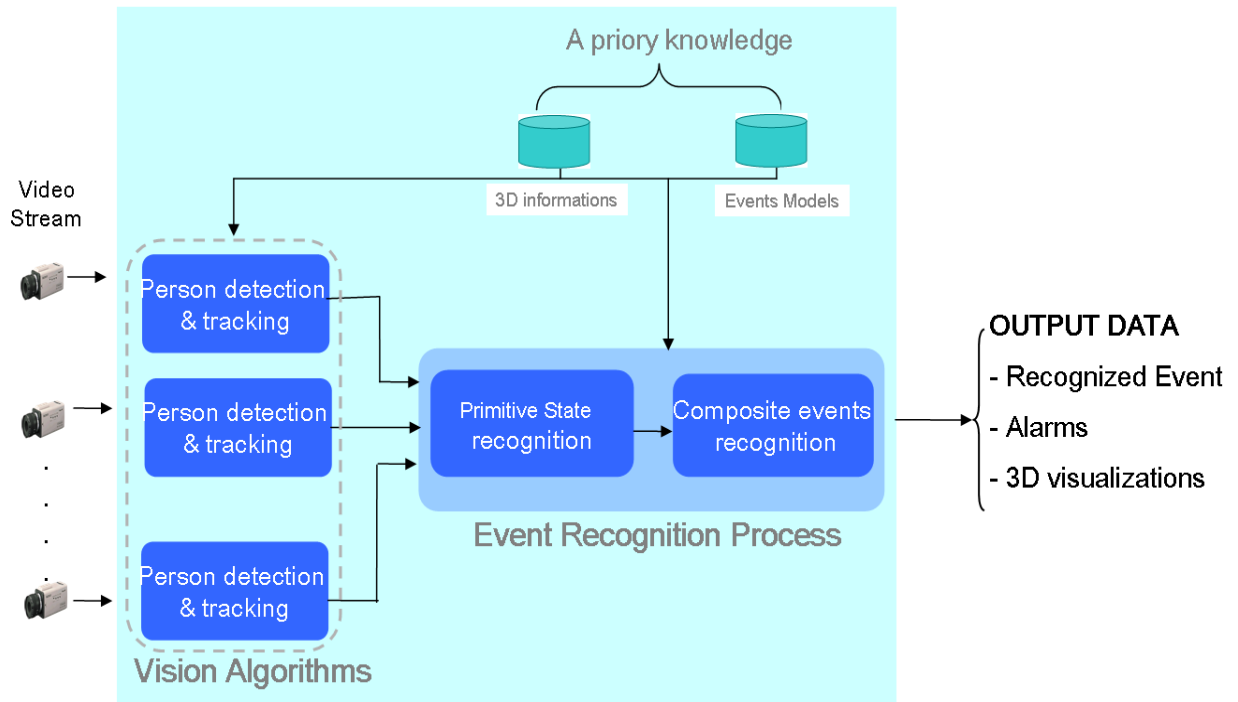 A priory knowledge
3D informations
Events Models
Video
Stream
Person detection
& tracking
Person detection
& tracking
.
.
.
.
Person detection
& tracking
Vision Algorithms
Primitive State
recognition
Composite events
recognition
Event Recognition Process
OUTPUT DATA
- Recognized Event
- Alarms
- 3D visualizations